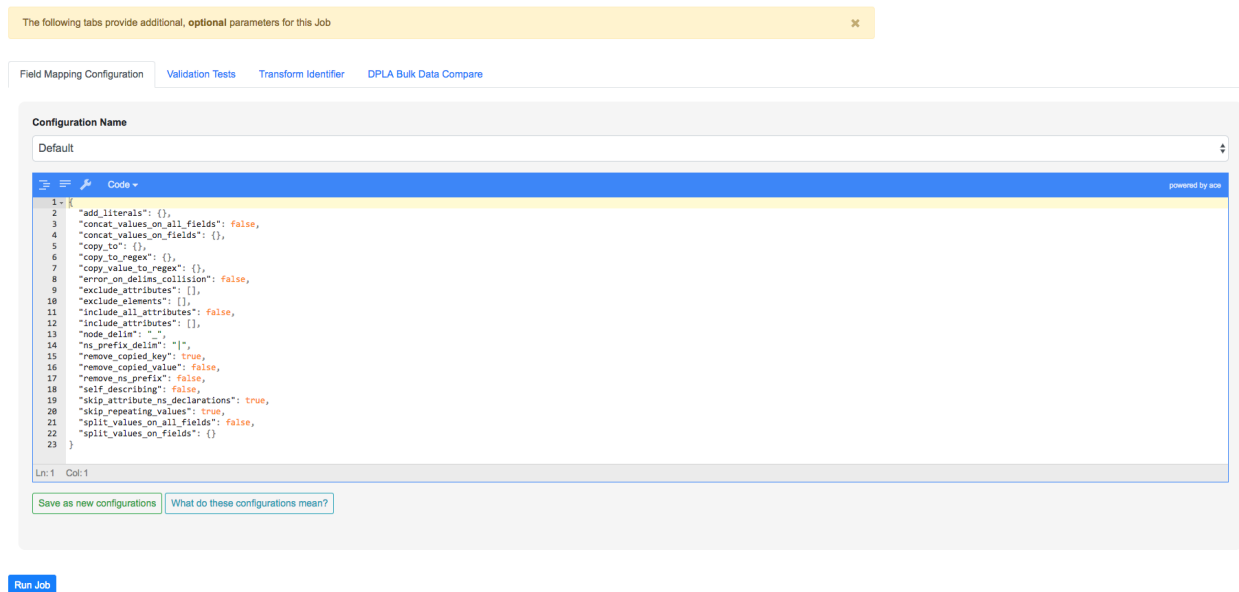 The following tabs provide additional, optional parameters for this Job ×
Field Mapping Configuration Validation Tests Transform Identifier DPLA Bulk Data Compare
Configuration Name
Default
Code powered by ace
1 {
2 "add_literals": {},
3 "concat_values_on_all_fields": false,
4 "concat_values_on_fields": {},
5 "copy_to": {},
6 "copy_to_regex": {},
7 "copy_value_to_regex": {},
8 "error_on_delims_collision": false,
9 "exclude_attributes": [],
10 "exclude_elements": [],
11 "include_all_attributes": false,
12 "include_attributes": [],
13 "node_delim": "_",
14 "ns_prefix_delim": "|",
15 "remove_copied_key": true,
16 "remove_copied_value": false,
17 "remove_ns_prefix": false,
18 "self_describing": false,
19 "skip_attribute_ns_declarations": true,
20 "skip_repeating_values": true,
21 "split_values_on_all_fields": false,
22 "split_values_on_fields": {}
23 }
Ln: 1 Col: 1
Save as new configurations What do these configurations mean?
Run Job